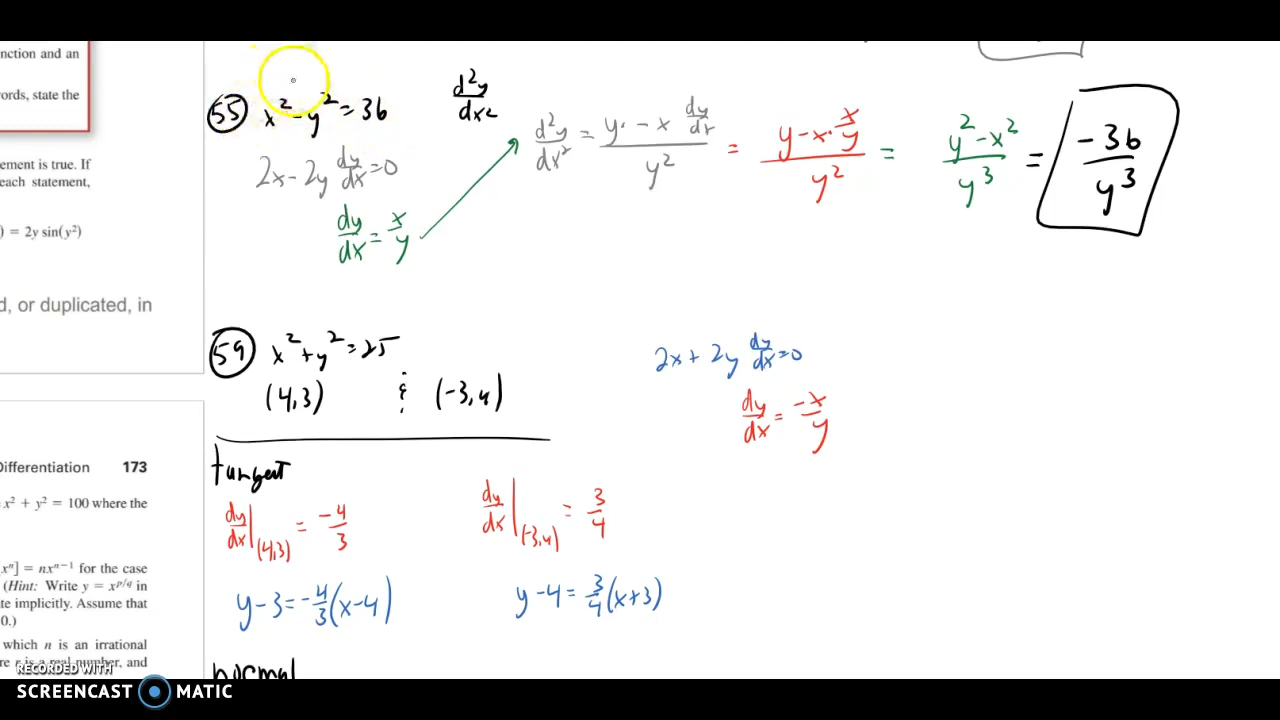 nction and an
ords, state the
ement is true. If
each statement,
) = 2y sin(y²)
d, or duplicated, in
Differentiation 173
x² + y² = 100 where the
xⁿ] = nxⁿ⁻¹ for the case
(Hint: Write y = x^{p/q} in
te implicitly. Assume that
0.)
which n is an irrational
ere r is a real number, and
55 x² - y² = 36 d²y/dx²
2x - 2y dy/dx = 0
dy/dx = x/y
d²y/dx² = (y· - x dy/dx)/y² = (y - x · x/y)/y² = (y² - x²)/y³ = -36/y³
59 x² + y² = 25
(4,3) & (-3,4)
2x + 2y dy/dx = 0
dy/dx = -x/y
tangent
dy/dx|(4,3) = -4/3 dy/dx|(-3,4) = 3/4
y - 3 = -4/3(x - 4) y - 4 = 3/4(x + 3)
normal
RECORDED WITH
SCREENCAST MATIC